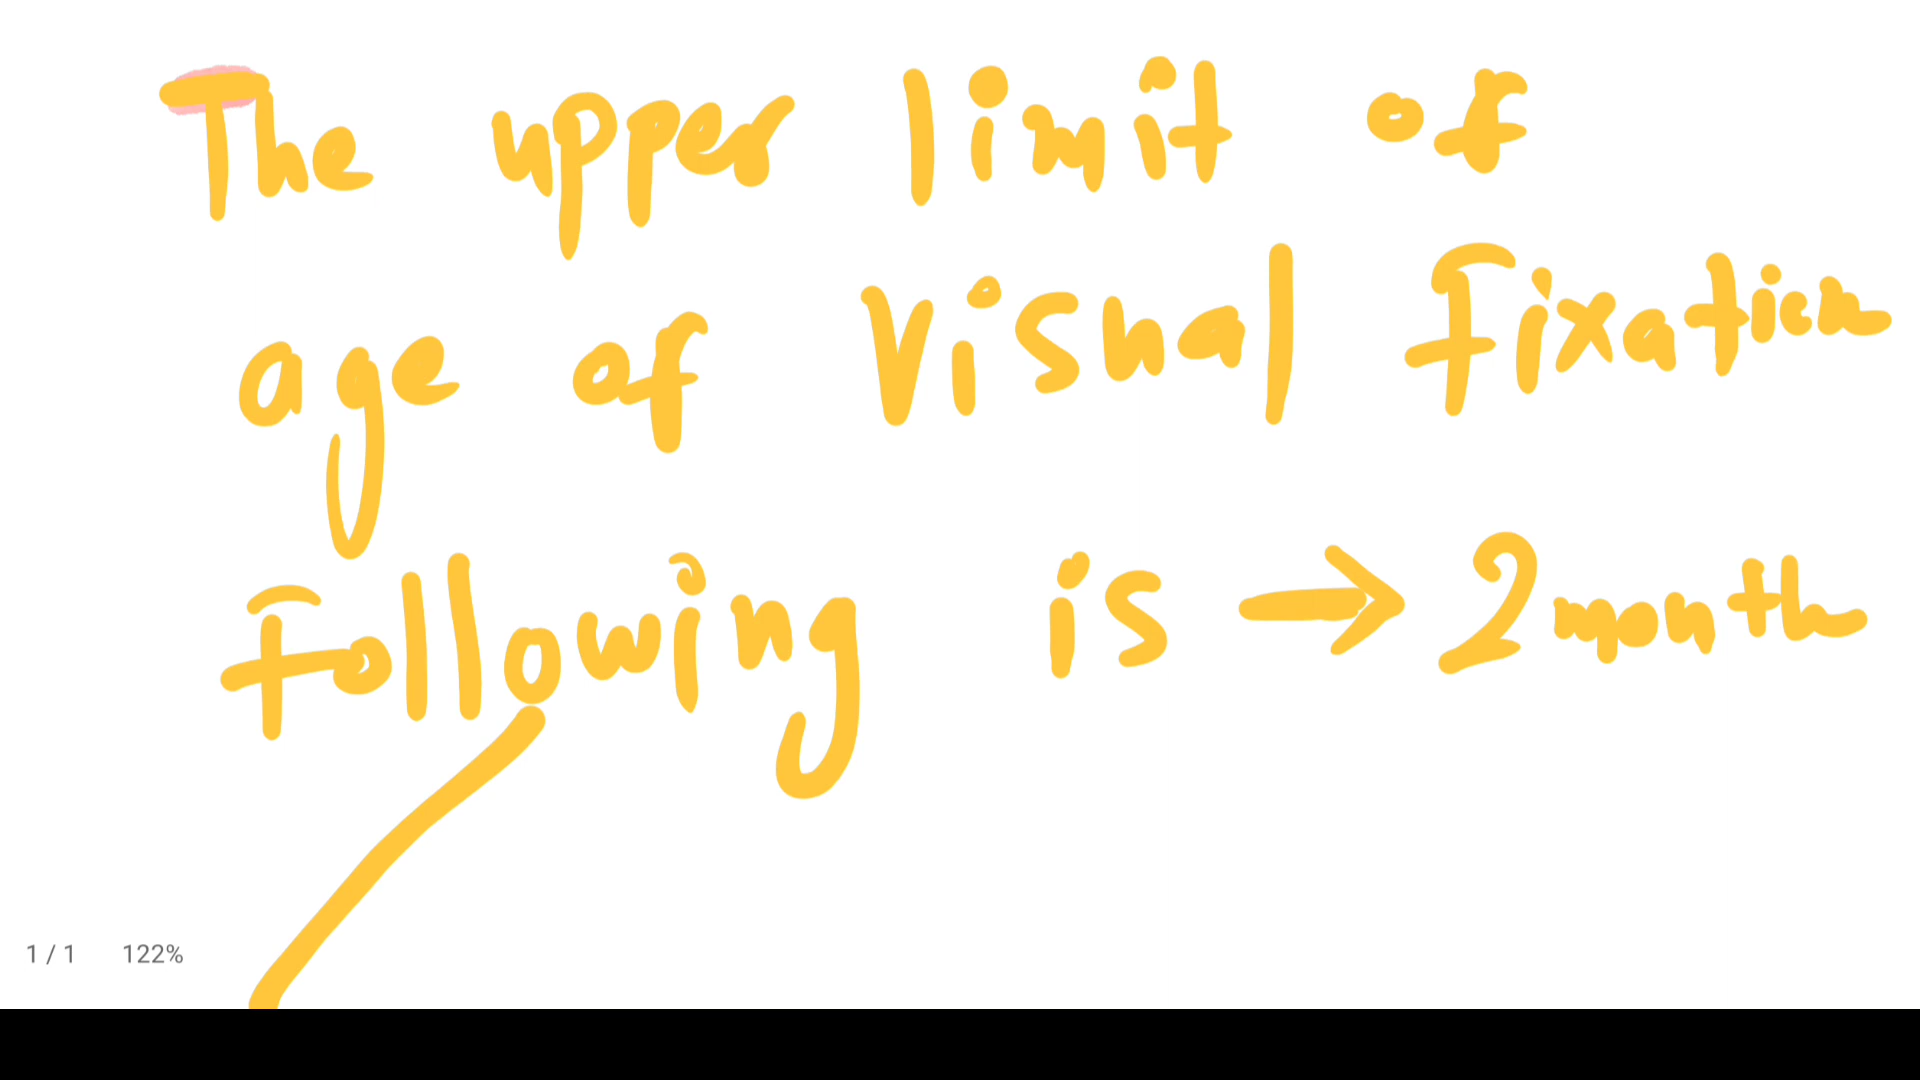 The upper limit of
age of Visual fixation
following is → 2 month
1 / 1 122%